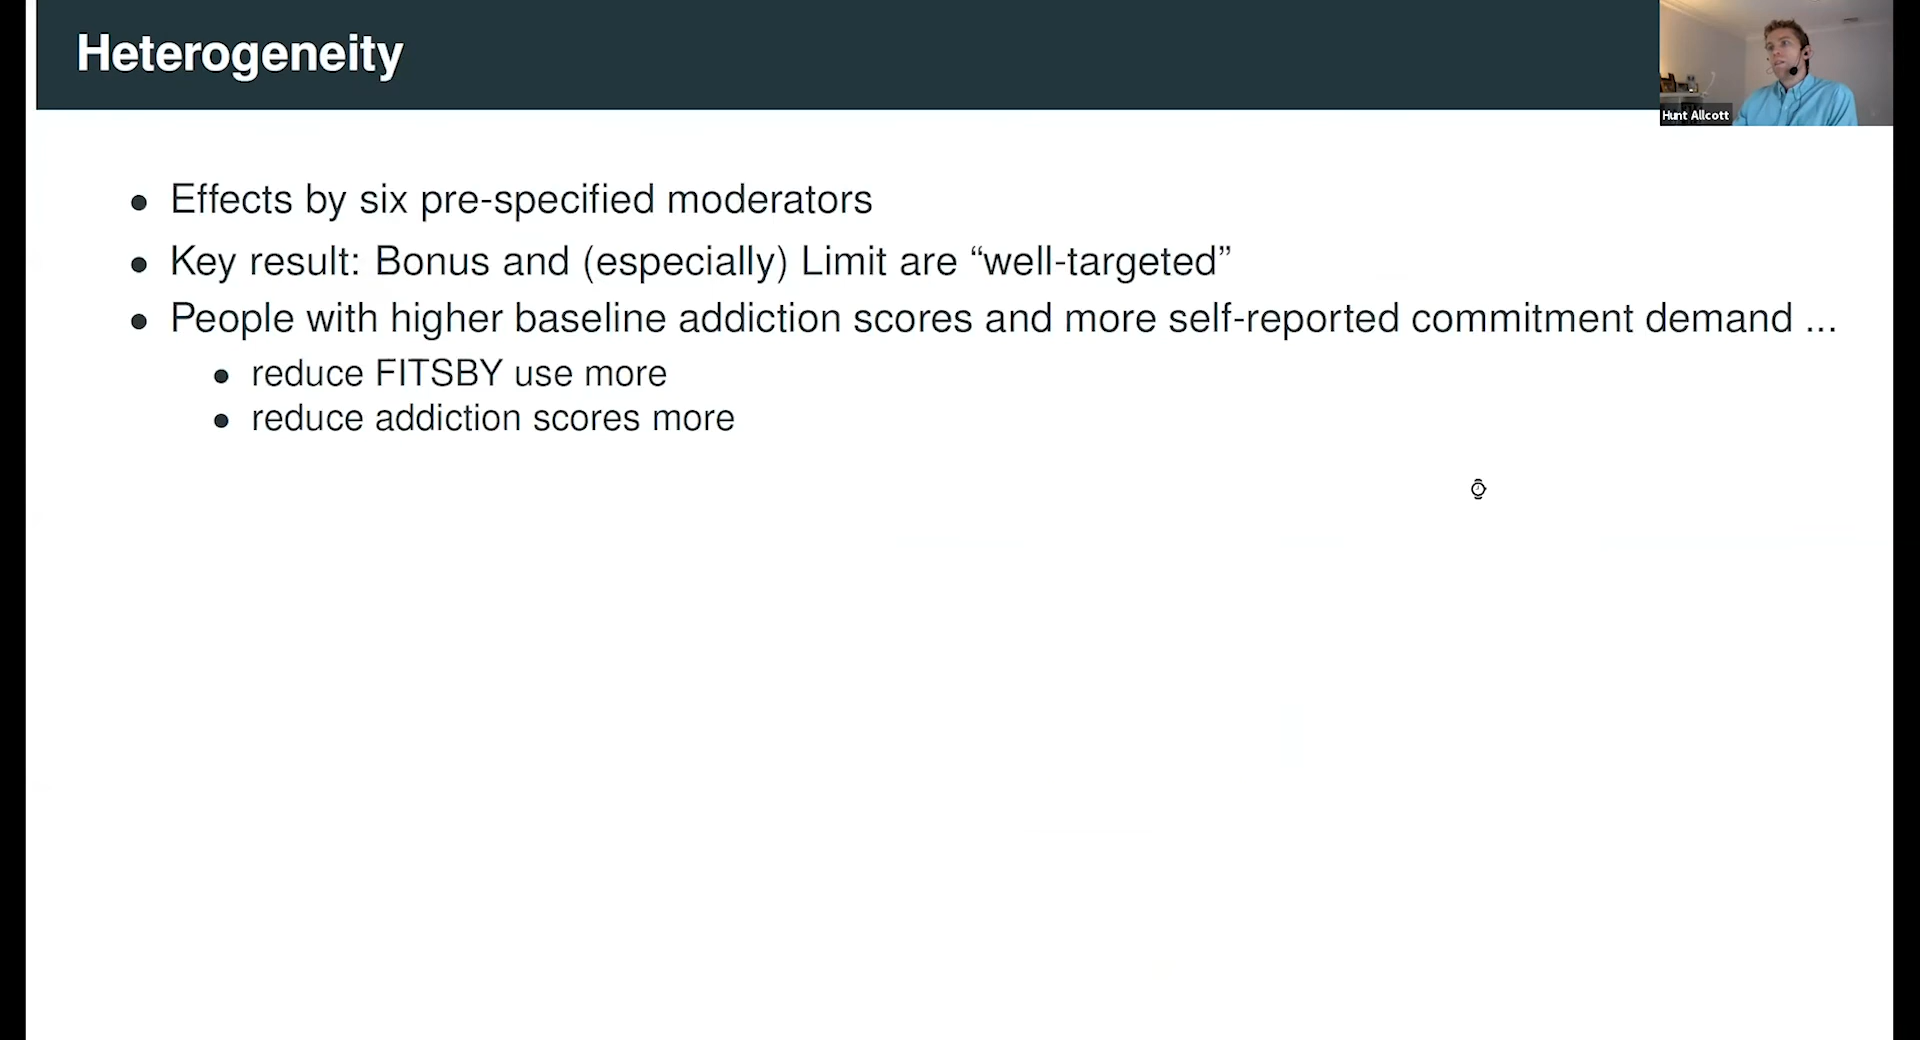 Heterogeneity
Hunt Allcott
Effects by six pre-specified moderators
Key result: Bonus and (especially) Limit are “well-targeted”
People with higher baseline addiction scores and more self-reported commitment demand ...
reduce FITSBY use more
reduce addiction scores more